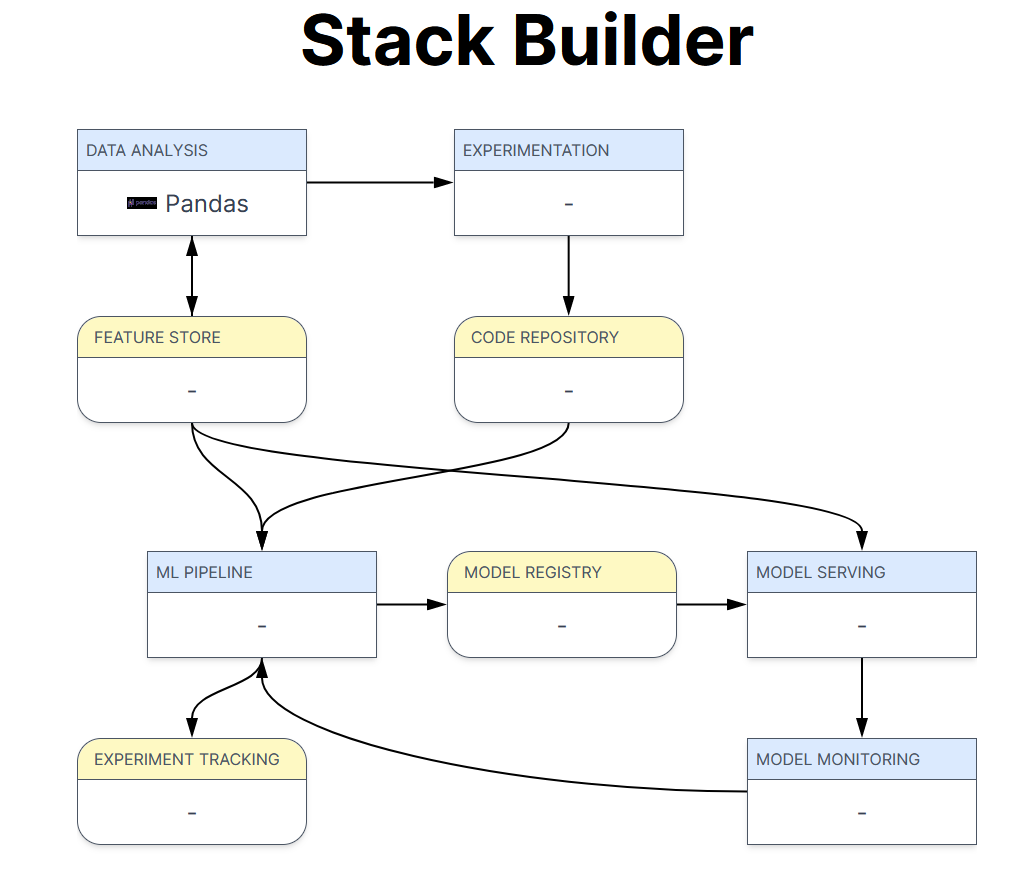 Stack Builder
DATA ANALYSIS
EXPERIMENTATION
Pandas
-
FEATURE STORE
CODE REPOSITORY
-
-
ML PIPELINE
MODEL REGISTRY
MODEL SERVING
-
-
-
EXPERIMENT TRACKING
MODEL MONITORING
-
-